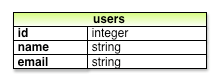 users
id integer
name string
email string